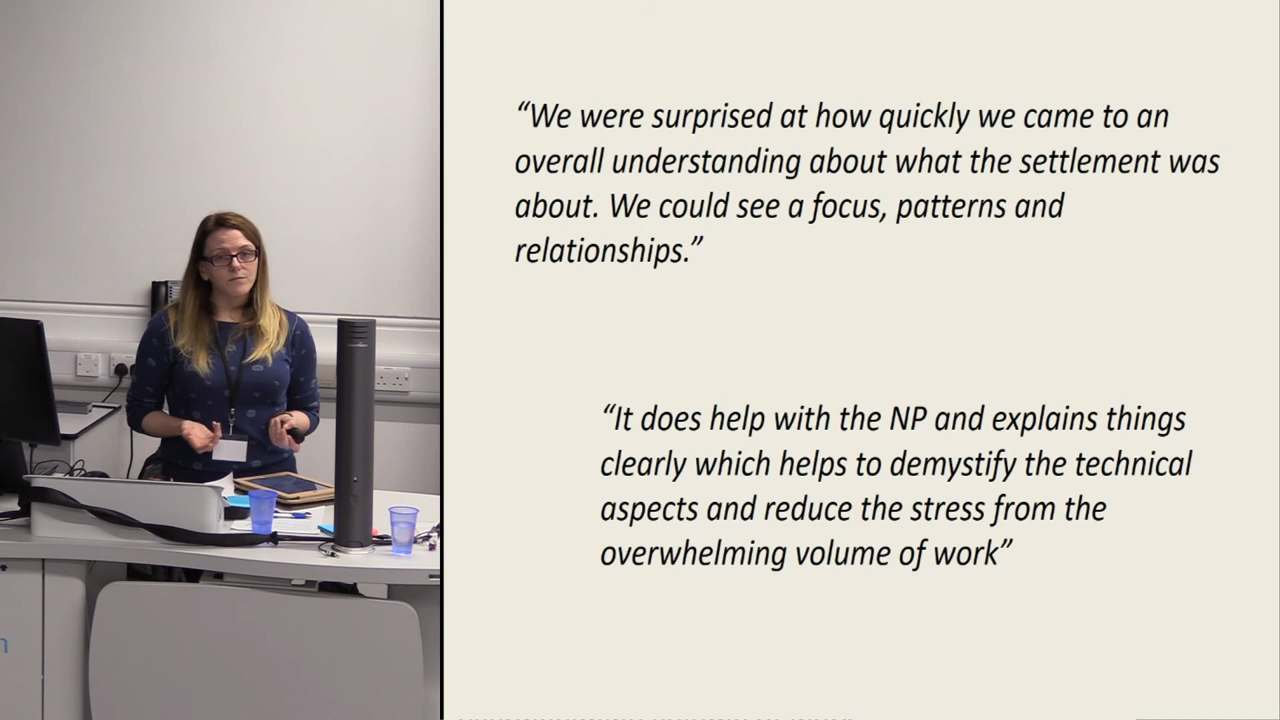 “We were surprised at how quickly we came to an
overall understanding about what the settlement was
about. We could see a focus, patterns and
relationships.”
“It does help with the NP and explains things
clearly which helps to demystify the technical
aspects and reduce the stress from the
overwhelming volume of work”